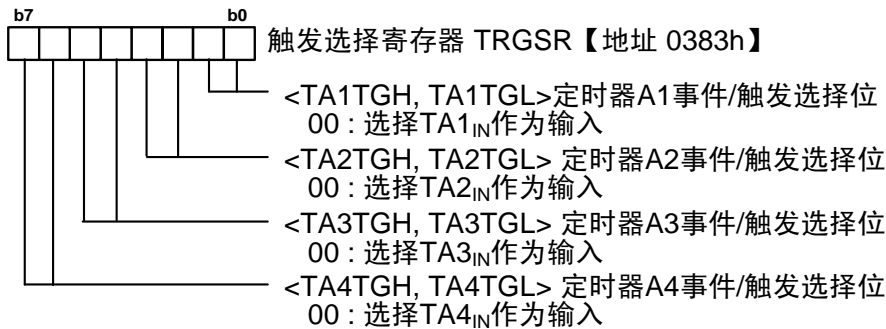 b7 b0
触发选择寄存器 TRGSR【地址 0383h】
<TA1TGH, TA1TGL>定时器A1事件/触发选择位
00 : 选择TA1IN作为输入
<TA2TGH, TA2TGL> 定时器A2事件/触发选择位
00 : 选择TA2IN作为输入
<TA3TGH, TA3TGL> 定时器A3事件/触发选择位
00 : 选择TA3IN作为输入
<TA4TGH, TA4TGL> 定时器A4事件/触发选择位
00 : 选择TA4IN作为输入